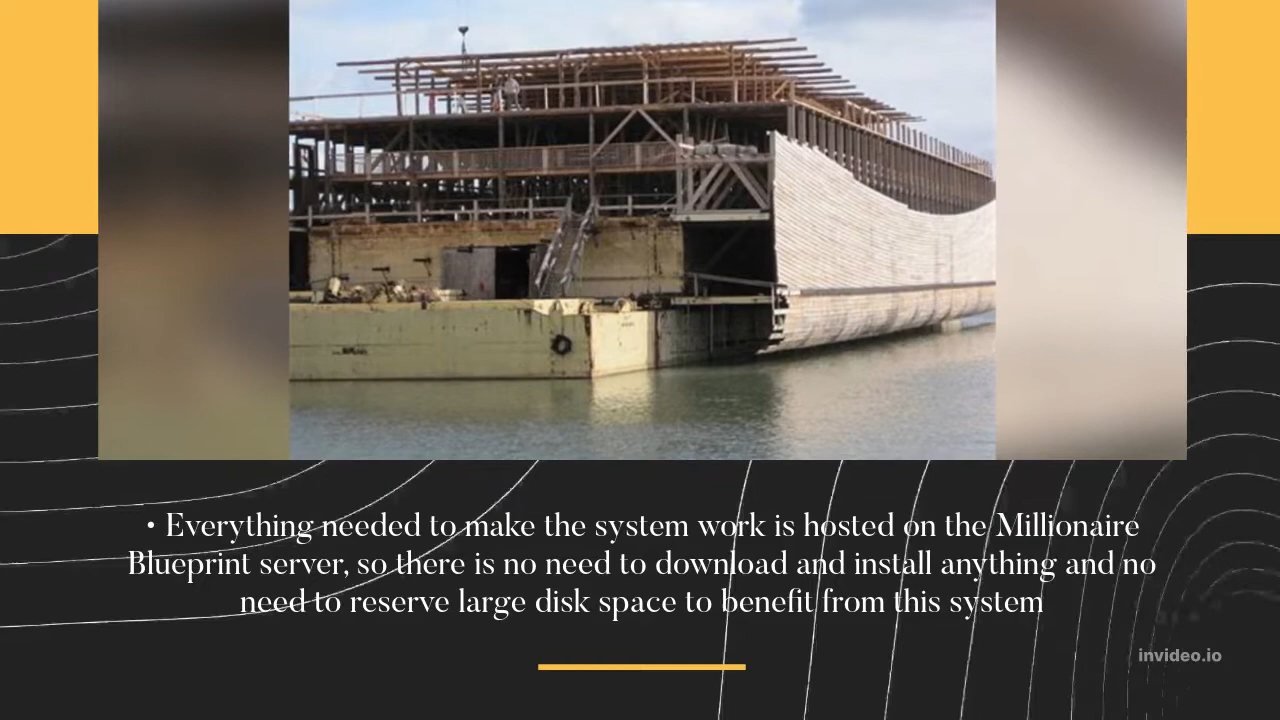 • Everything needed to make the system work is hosted on the Millionaire
Blueprint server, so there is no need to download and install anything and no
need to reserve large disk space to benefit from this system
invideo.io